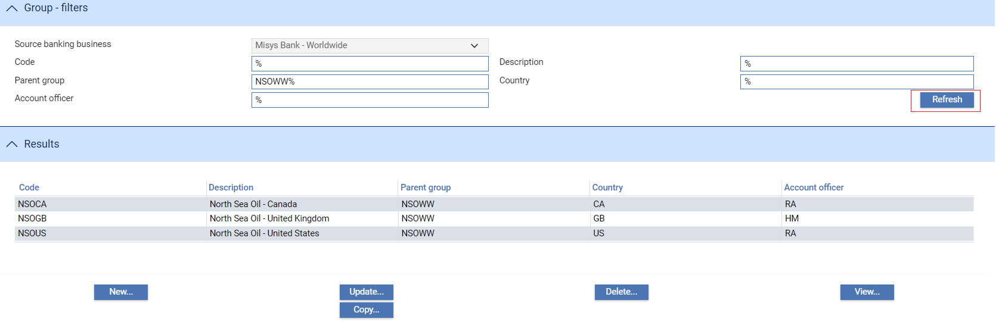 Group - filters
Source banking business Misys Bank - Worldwide
Code % Description %
Parent group NSOWW% Country %
Account officer % Refresh
Results
Code Description Parent group Country Account officer
NSOCA North Sea Oil - Canada NSOWW CA RA
NSOGB North Sea Oil - United Kingdom NSOWW GB HM
NSOUS North Sea Oil - United States NSOWW US RA
New... Update... Delete... View...
Copy...